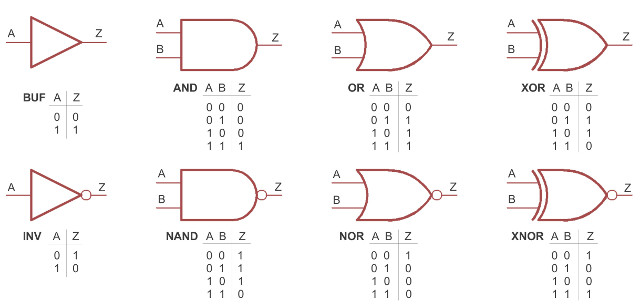 A Z
BUF A Z
0 0
1 1
A
B
Z
AND A B Z
0 0 0
0 1 0
1 0 0
1 1 1
A
B
Z
OR A B Z
0 0 0
0 1 1
1 0 1
1 1 1
A
B
Z
XOR A B Z
0 0 0
0 1 1
1 0 1
1 1 0
A Z
INV A Z
0 1
1 0
A
B
Z
NAND A B Z
0 0 1
0 1 1
1 0 1
1 1 0
A
B
Z
NOR A B Z
0 0 1
0 1 0
1 0 0
1 1 0
A
B
Z
XNOR A B Z
0 0 1
0 1 0
1 0 0
1 1 1